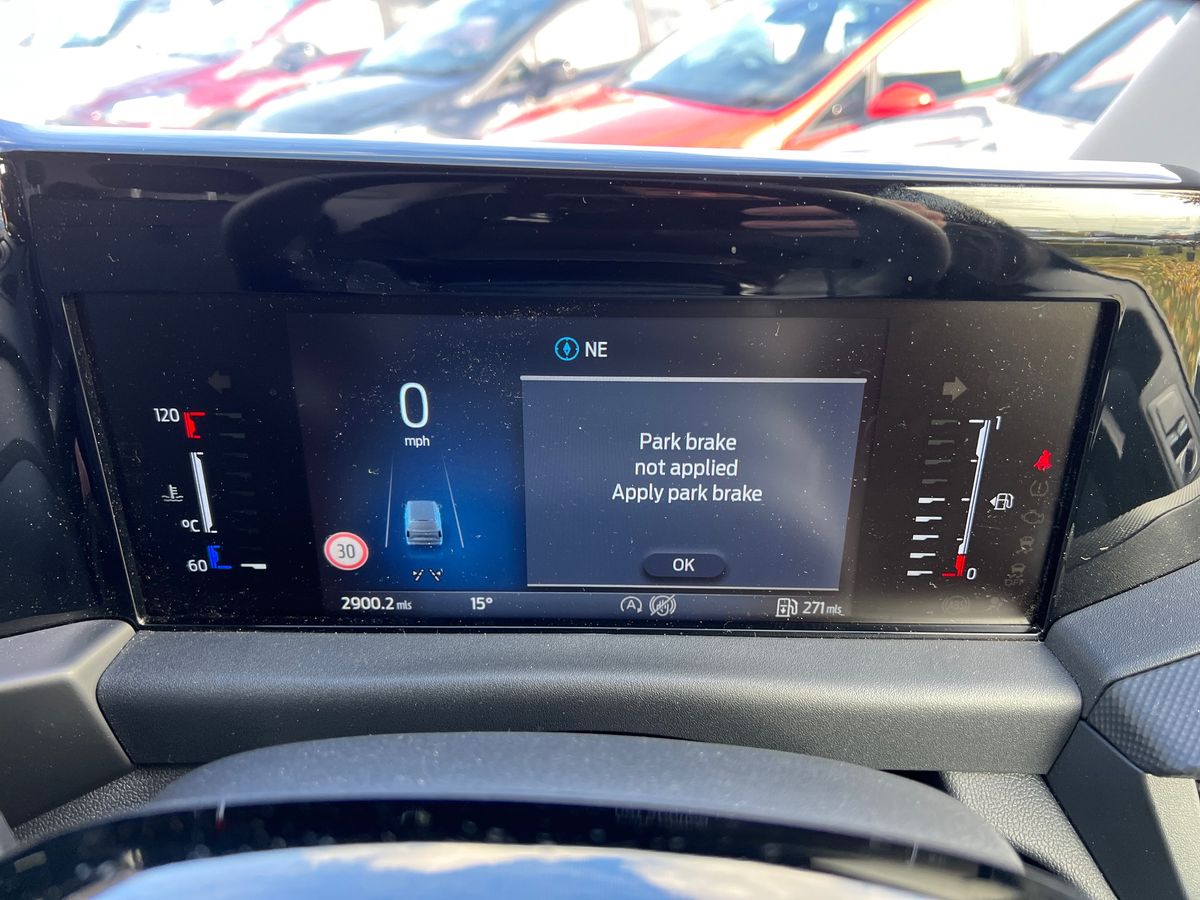 NE
0
mph
120
°C
60
30
Park brake
not applied
Apply park brake
OK
1
0
2900.2 mls
15°
A
271 mls